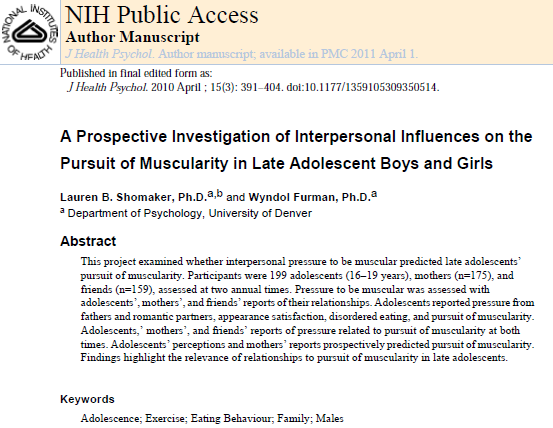 NATIONAL INSTITUTES OF HEALTH
NIH Public Access
Author Manuscript
J Health Psychol. Author manuscript; available in PMC 2011 April 1.
Published in final edited form as:
J Health Psychol. 2010 April ; 15(3): 391–404. doi:10.1177/1359105309350514.
A Prospective Investigation of Interpersonal Influences on the
Pursuit of Muscularity in Late Adolescent Boys and Girls
Lauren B. Shomaker, Ph.D.a,b and Wyndol Furman, Ph.D.a
a Department of Psychology, University of Denver
Abstract
This project examined whether interpersonal pressure to be muscular predicted late adolescents’
pursuit of muscularity. Participants were 199 adolescents (16–19 years), mothers (n=175), and
friends (n=159), assessed at two annual times. Pressure to be muscular was assessed with
adolescents’, mothers’, and friends’ reports of their relationships. Adolescents reported pressure from
fathers and romantic partners, appearance satisfaction, disordered eating, and pursuit of muscularity.
Adolescents,’ mothers’, and friends’ reports of pressure related to pursuit of muscularity at both
times. Adolescents’ perceptions and mothers’ reports prospectively predicted pursuit of muscularity.
Findings highlight the relevance of relationships to pursuit of muscularity in late adolescents.
Keywords
Adolescence; Exercise; Eating Behaviour; Family; Males